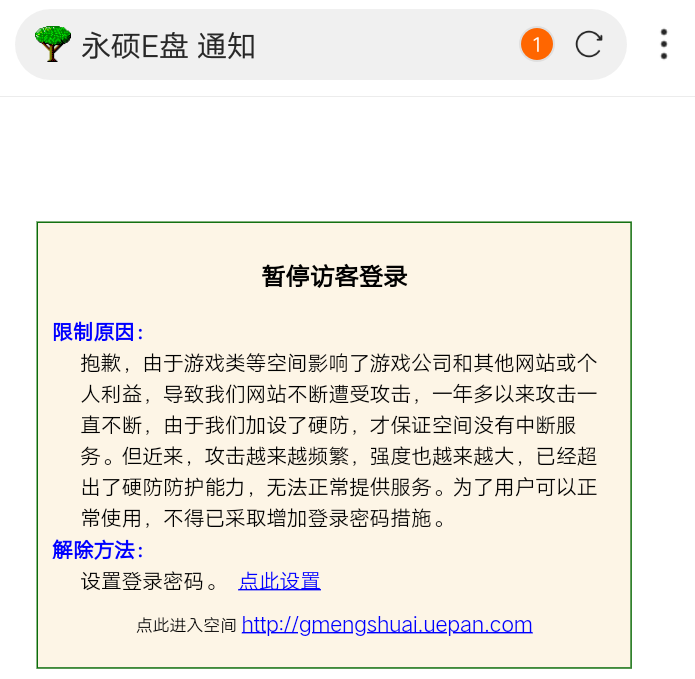 永硕E盘 通知
1
暂停访客登录
限制原因：
抱歉，由于游戏类等空间影响了游戏公司和其他网站或个
人利益，导致我们网站不断遭受攻击，一年多以来攻击一
直不断，由于我们加设了硬防，才保证空间没有中断服
务。但近来，攻击越来越频繁，强度也越来越大，已经超
出了硬防防护能力，无法正常提供服务。为了用户可以正
常使用，不得已采取增加登录密码措施。
解除方法：
设置登录密码。 点此设置
点此进入空间 http://gmengshuai.uepan.com